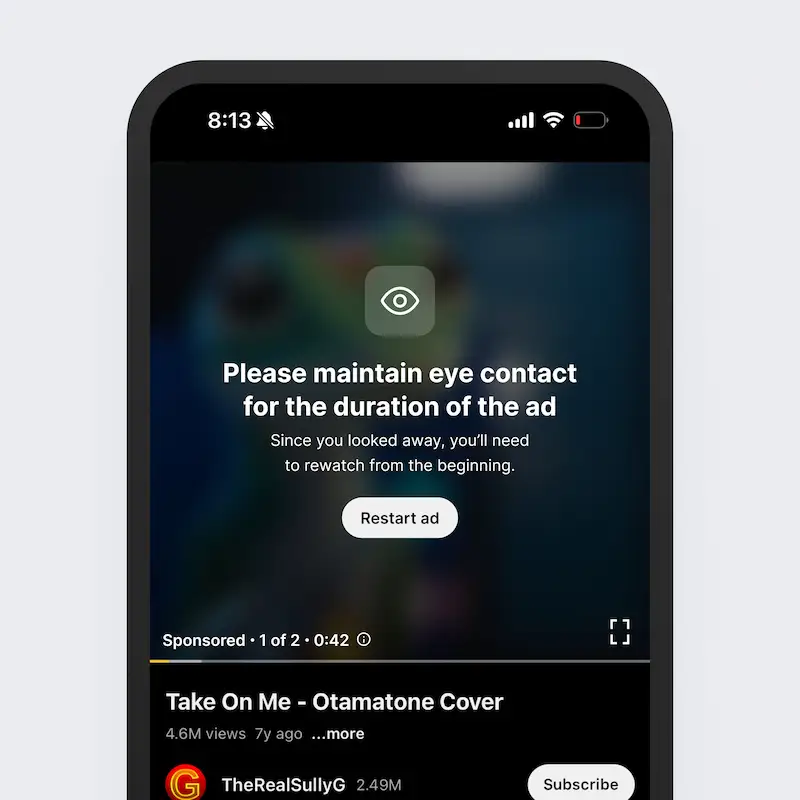 8:13
Please maintain eye contact
for the duration of the ad
Since you looked away, you’ll need
to rewatch from the beginning.
Restart ad
Sponsored • 1 of 2 • 0:42
Take On Me - Otamatone Cover
4.6M views 7y ago ...more
G TheRealSullyG 2.49M Subscribe